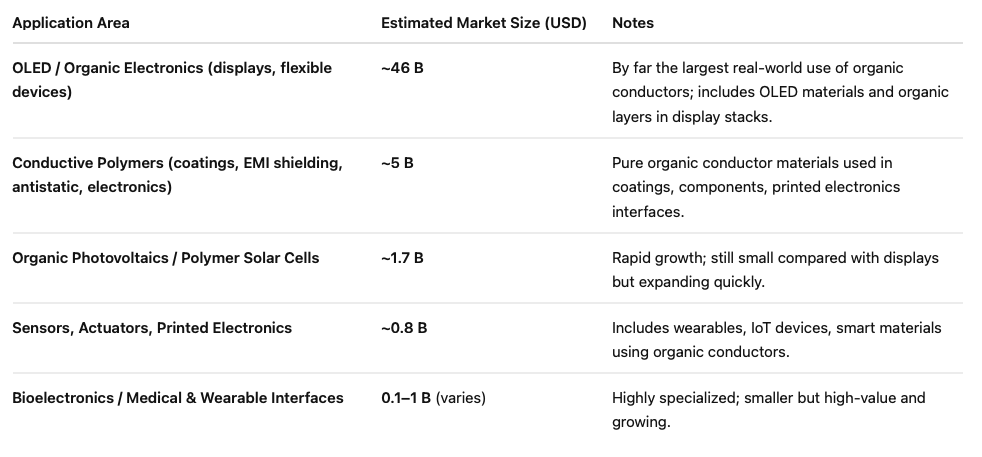 Application Area Estimated Market Size (USD) Notes
OLED / Organic Electronics (displays, flexible ~46 B By far the largest real-world use of organic
devices) conductors; includes OLED materials and organic
layers in display stacks.
Conductive Polymers (coatings, EMI shielding, ~5 B Pure organic conductor materials used in
antistatic, electronics) coatings, components, printed electronics
interfaces.
Organic Photovoltaics / Polymer Solar Cells ~1.7 B Rapid growth; still small compared with displays
but expanding quickly.
Sensors, Actuators, Printed Electronics ~0.8 B Includes wearables, IoT devices, smart materials
using organic conductors.
Bioelectronics / Medical & Wearable Interfaces 0.1–1 B (varies) Highly specialized; smaller but high-value and
growing.